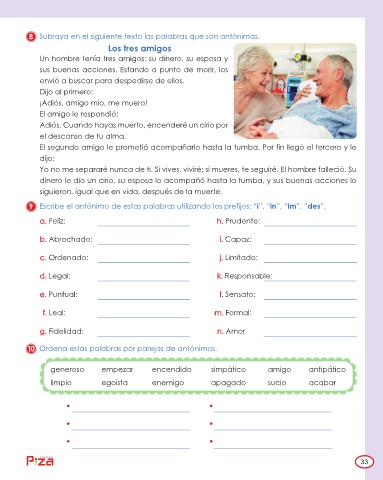 8 Subraya en el siguiente texto las palabras que son antónimas.
Los tres amigos
Un hombre tenía tres amigos: su dinero, su esposa y
sus buenas acciones. Estando a punto de morir, los
envió a buscar para despedirse de ellos.
Dijo al primero:
¡Adiós, amigo mío, me muero!
El amigo le respondió:
Adiós. Cuando hayas muerto, encenderé un cirio por
el descanso de tu alma.
El segundo amigo le prometió acompañarlo hasta la tumba. Por fin llegó el tercero y le
dijo:
Yo no me separaré nunca de ti. Si vives, viviré; si mueres, te seguiré. El hombre falleció. Su
dinero le dio un cirio, su esposa lo acompañó hasta la tumba, y sus buenas acciones lo
siguieron, igual que en vida, después de la muerte.
9 Escribe el antónimo de estas palabras utilizando los prefijos: "i", "in", "im", "des".
a. Feliz:
h. Prudente:
b. Abrochado:
i. Capaz:
c. Ordenado:
j. Limitado:
d. Legal:
k. Responsable:
e. Puntual:
l. Sensato:
f. Leal:
m. Formal:
g. Fidelidad:
n. Amor
10 Ordena estas palabras por parejas de antónimos.
generoso empezar encendido simpático amigo antipático
limpio egoísta enemigo apagado sucio acabar
Piza
33